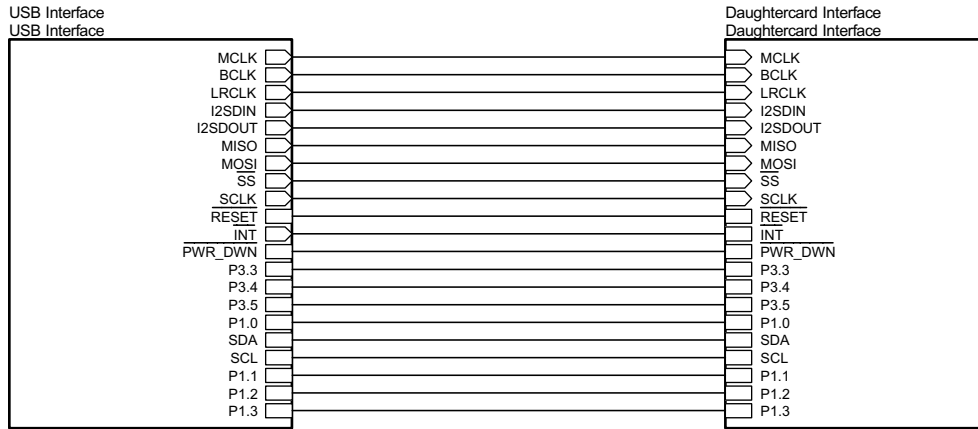 USB Interface
USB Interface
MCLK
BCLK
LRCLK
I2SDIN
I2SDOUT
MISO
MOSI
SS
SCLK
RESET
INT
PWR_DWN
P3.3
P3.4
P3.5
P1.0
SDA
SCL
P1.1
P1.2
P1.3
Daughtercard Interface
Daughtercard Interface
MCLK
BCLK
LRCLK
I2SDIN
I2SDOUT
MISO
MOSI
SS
SCLK
RESET
INT
PWR_DWN
P3.3
P3.4
P3.5
P1.0
SDA
SCL
P1.1
P1.2
P1.3